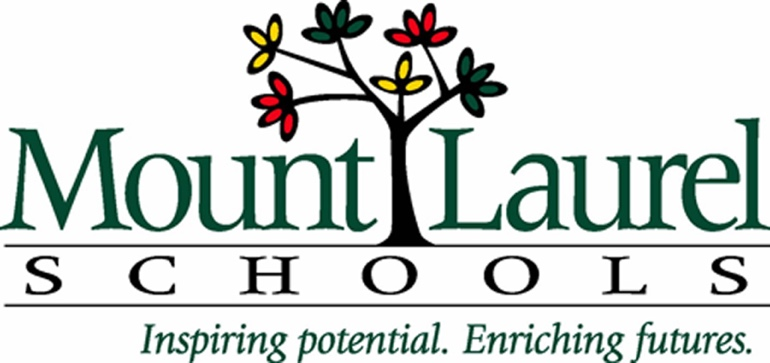 Mount Laurel
SCHOOLS
Inspiring potential. Enriching futures.